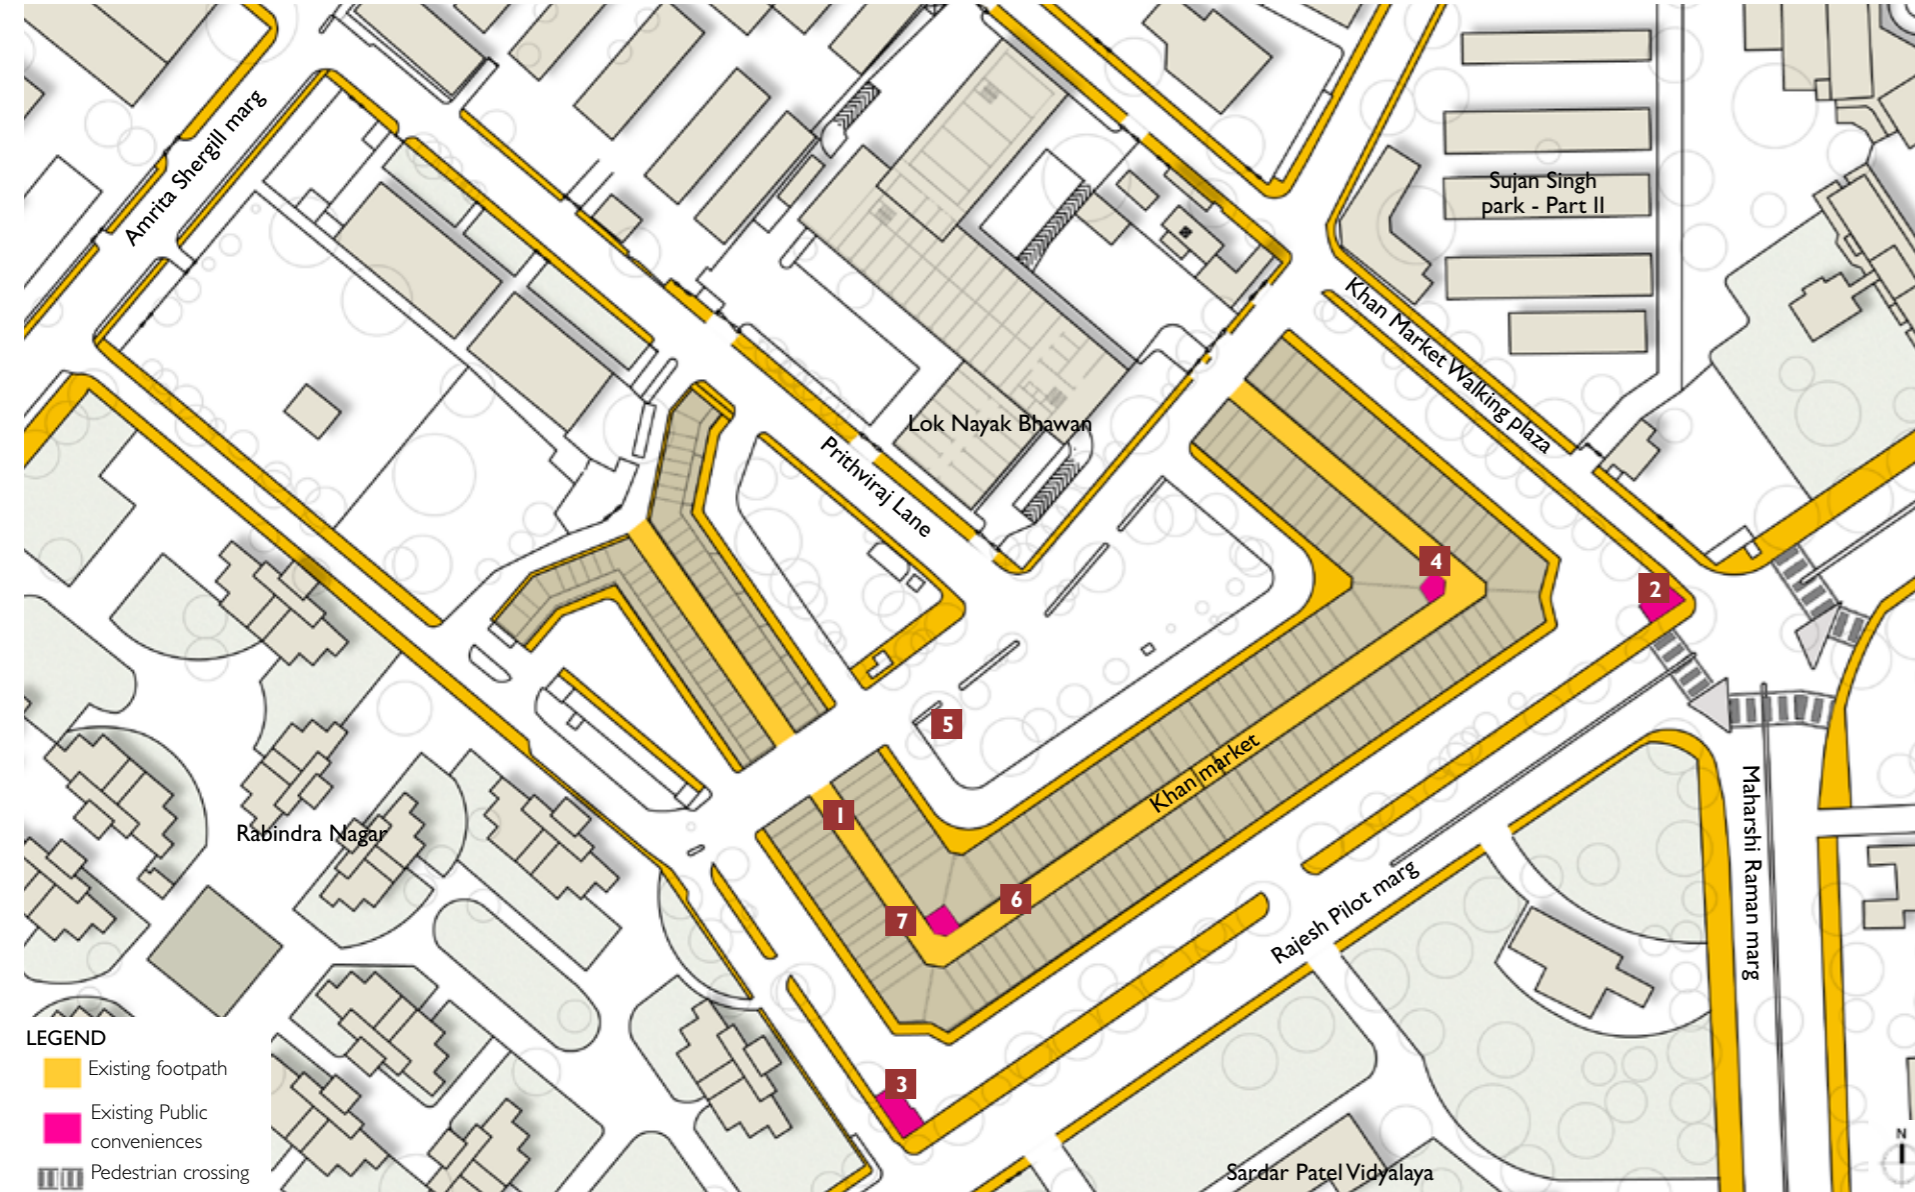 Amrita Shergill marg
Sujan Singh
park - Part II
Khan Market Walking plaza
Lok Nayak Bhawan
Prithviraj Lane
4
2
5
Khan market
1
Rabindra Nagar
6
7
Maharshi Raman marg
Rajesh Pilot marg
3
Sardar Patel Vidyalaya
LEGEND
Existing footpath
Existing Public
conveniences
Pedestrian crossing
N